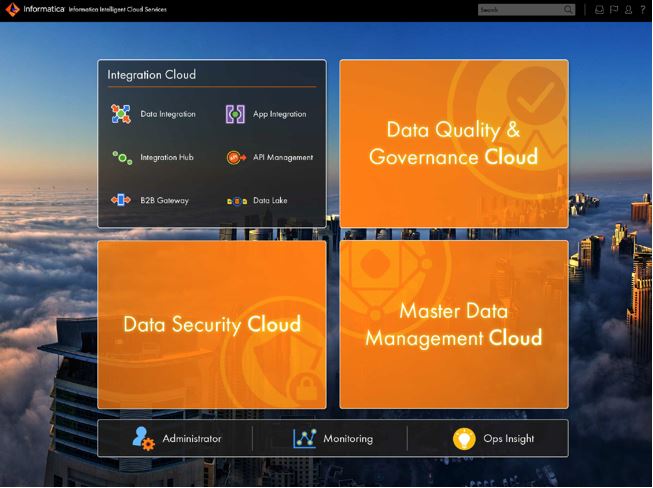 Informatica Informatica Intelligent Cloud Services
Search
?
Integration Cloud
Data Integration
App Integration
Integration Hub
API Management
B2B Gateway
Data Lake
Data Quality &
Governance Cloud
Data Security Cloud
Master Data
Management Cloud
Administrator
Monitoring
Ops Insight